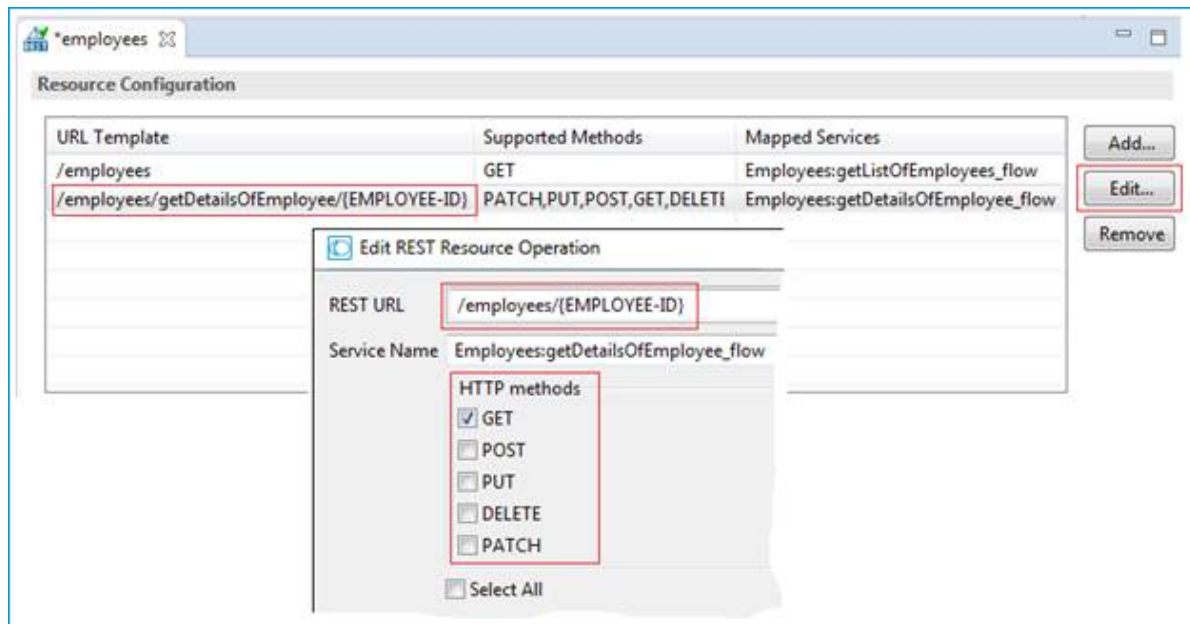 *employees
Resource Configuration
URL Template Supported Methods Mapped Services
Add...
/employees GET Employees:getListOfEmployees_flow
/employees/getDetailsOfEmployee/{EMPLOYEE-ID} PATCH,PUT,POST,GET,DELETE Employees:getDetailsOfEmployee_flow
Edit...
Remove
Edit REST Resource Operation
REST URL /employees/{EMPLOYEE-ID}
Service Name Employees:getDetailsOfEmployee_flow
HTTP methods
GET
POST
PUT
DELETE
PATCH
Select All